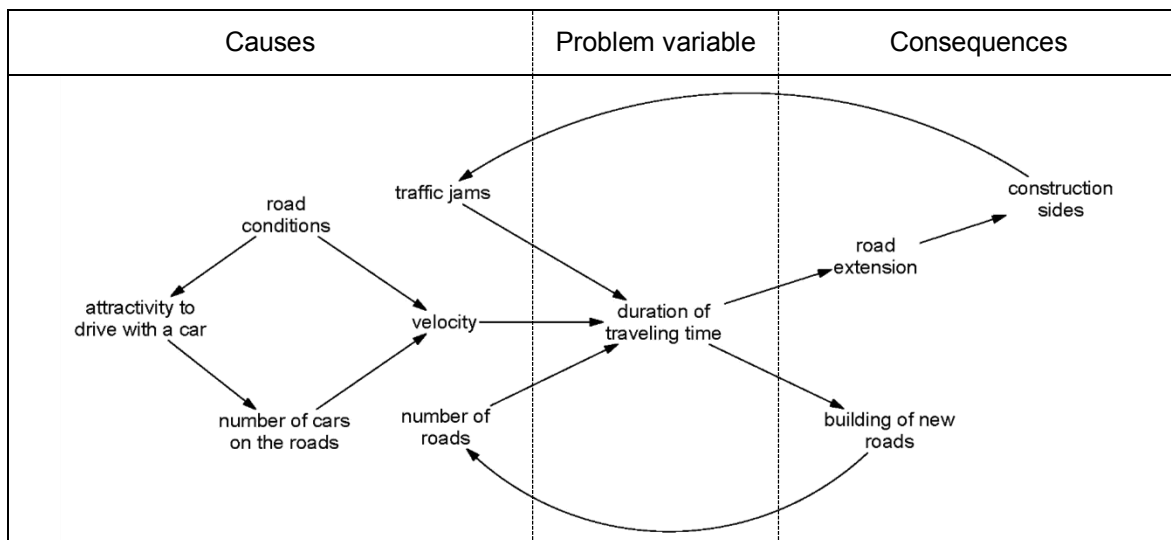 Causes
Problem variable
Consequences
traffic jams
construction
sides
road
conditions
road
extension
attractivity to
drive with a car
velocity
duration of
traveling time
number of cars
on the roads
number of
roads
building of new
roads